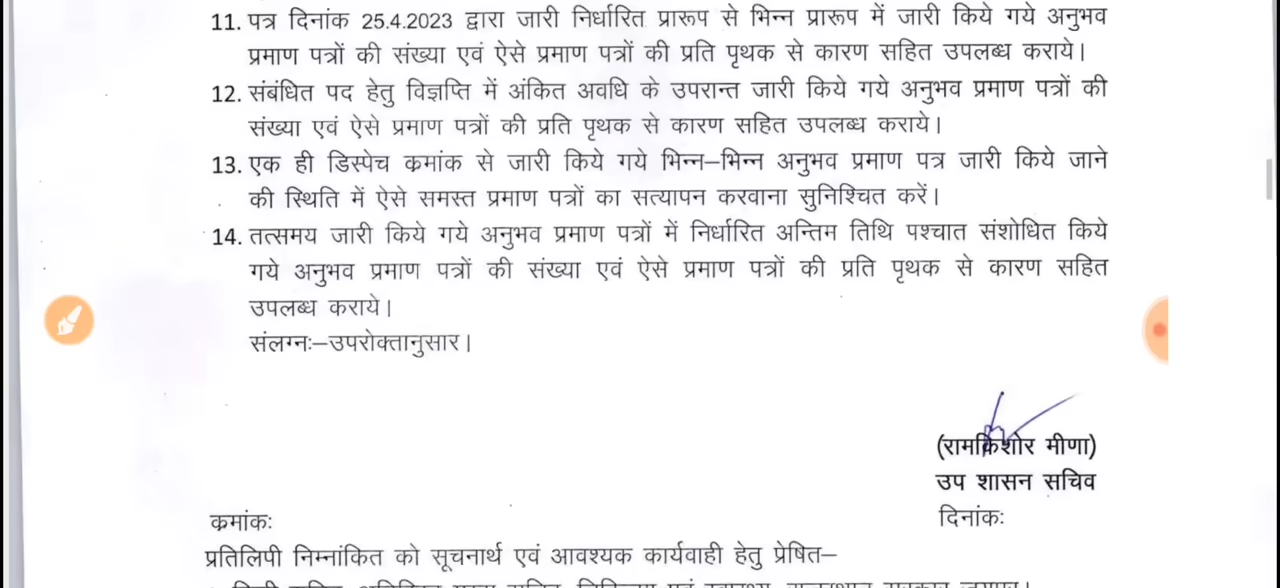 11. पत्र दिनांक 25.4.2023 द्वारा जारी निर्धारित प्रारूप से भिन्न प्रारूप में जारी किये गये अनुभव
प्रमाण पत्रों की संख्या एवं ऐसे प्रमाण पत्रों की प्रति पृथक से कारण सहित उपलब्ध कराये।
12. संबंधित पद हेतु विज्ञप्ति में अंकित अवधि के उपरान्त जारी किये गये अनुभव प्रमाण पत्रों की
संख्या एवं ऐसे प्रमाण पत्रों की प्रति पृथक से कारण सहित उपलब्ध कराये।
13. एक ही डिस्पेच कमांक से जारी किये गये भिन्न–भिन्न अनुभव प्रमाण पत्र जारी किये जाने
की स्थिति में ऐसे समस्त प्रमाण पत्रों का सत्यापन करवाना सुनिश्चित करें।
14. तत्समय जारी किये गये अनुभव प्रमाण पत्रों में निर्धारित अन्तिम तिथि पश्चात संशोधित किये
गये अनुभव प्रमाण पत्रों की संख्या एवं ऐसे प्रमाण पत्रों की प्रति पृथक से कारण सहित
उपलब्ध कराये।
संलग्नः–उपरोक्तानुसार।
(रामकिशोर मीणा)
उप शासन सचिव
कमांकः दिनांकः
प्रतिलिपी निम्नांकित को सूचनार्थ एवं आवश्यक कार्यवाही हेतु प्रेषित–